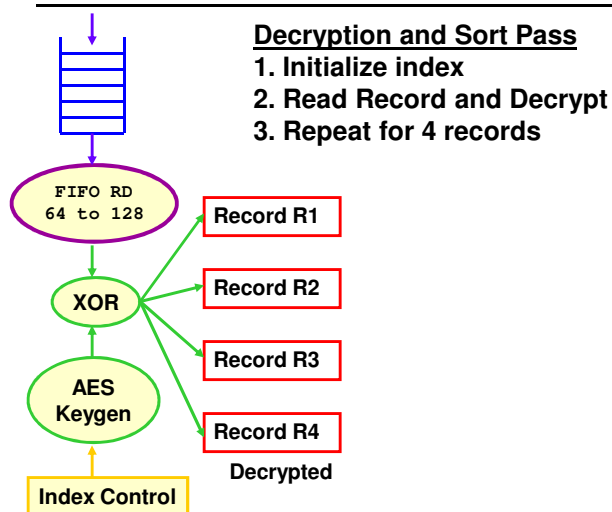 Decryption and Sort Pass
1. Initialize index
2. Read Record and Decrypt
3. Repeat for 4 records
FIFO RD
64 to 128
Record R1
XOR
Record R2
Record R3
AES
Keygen
Record R4
Decrypted
Index Control